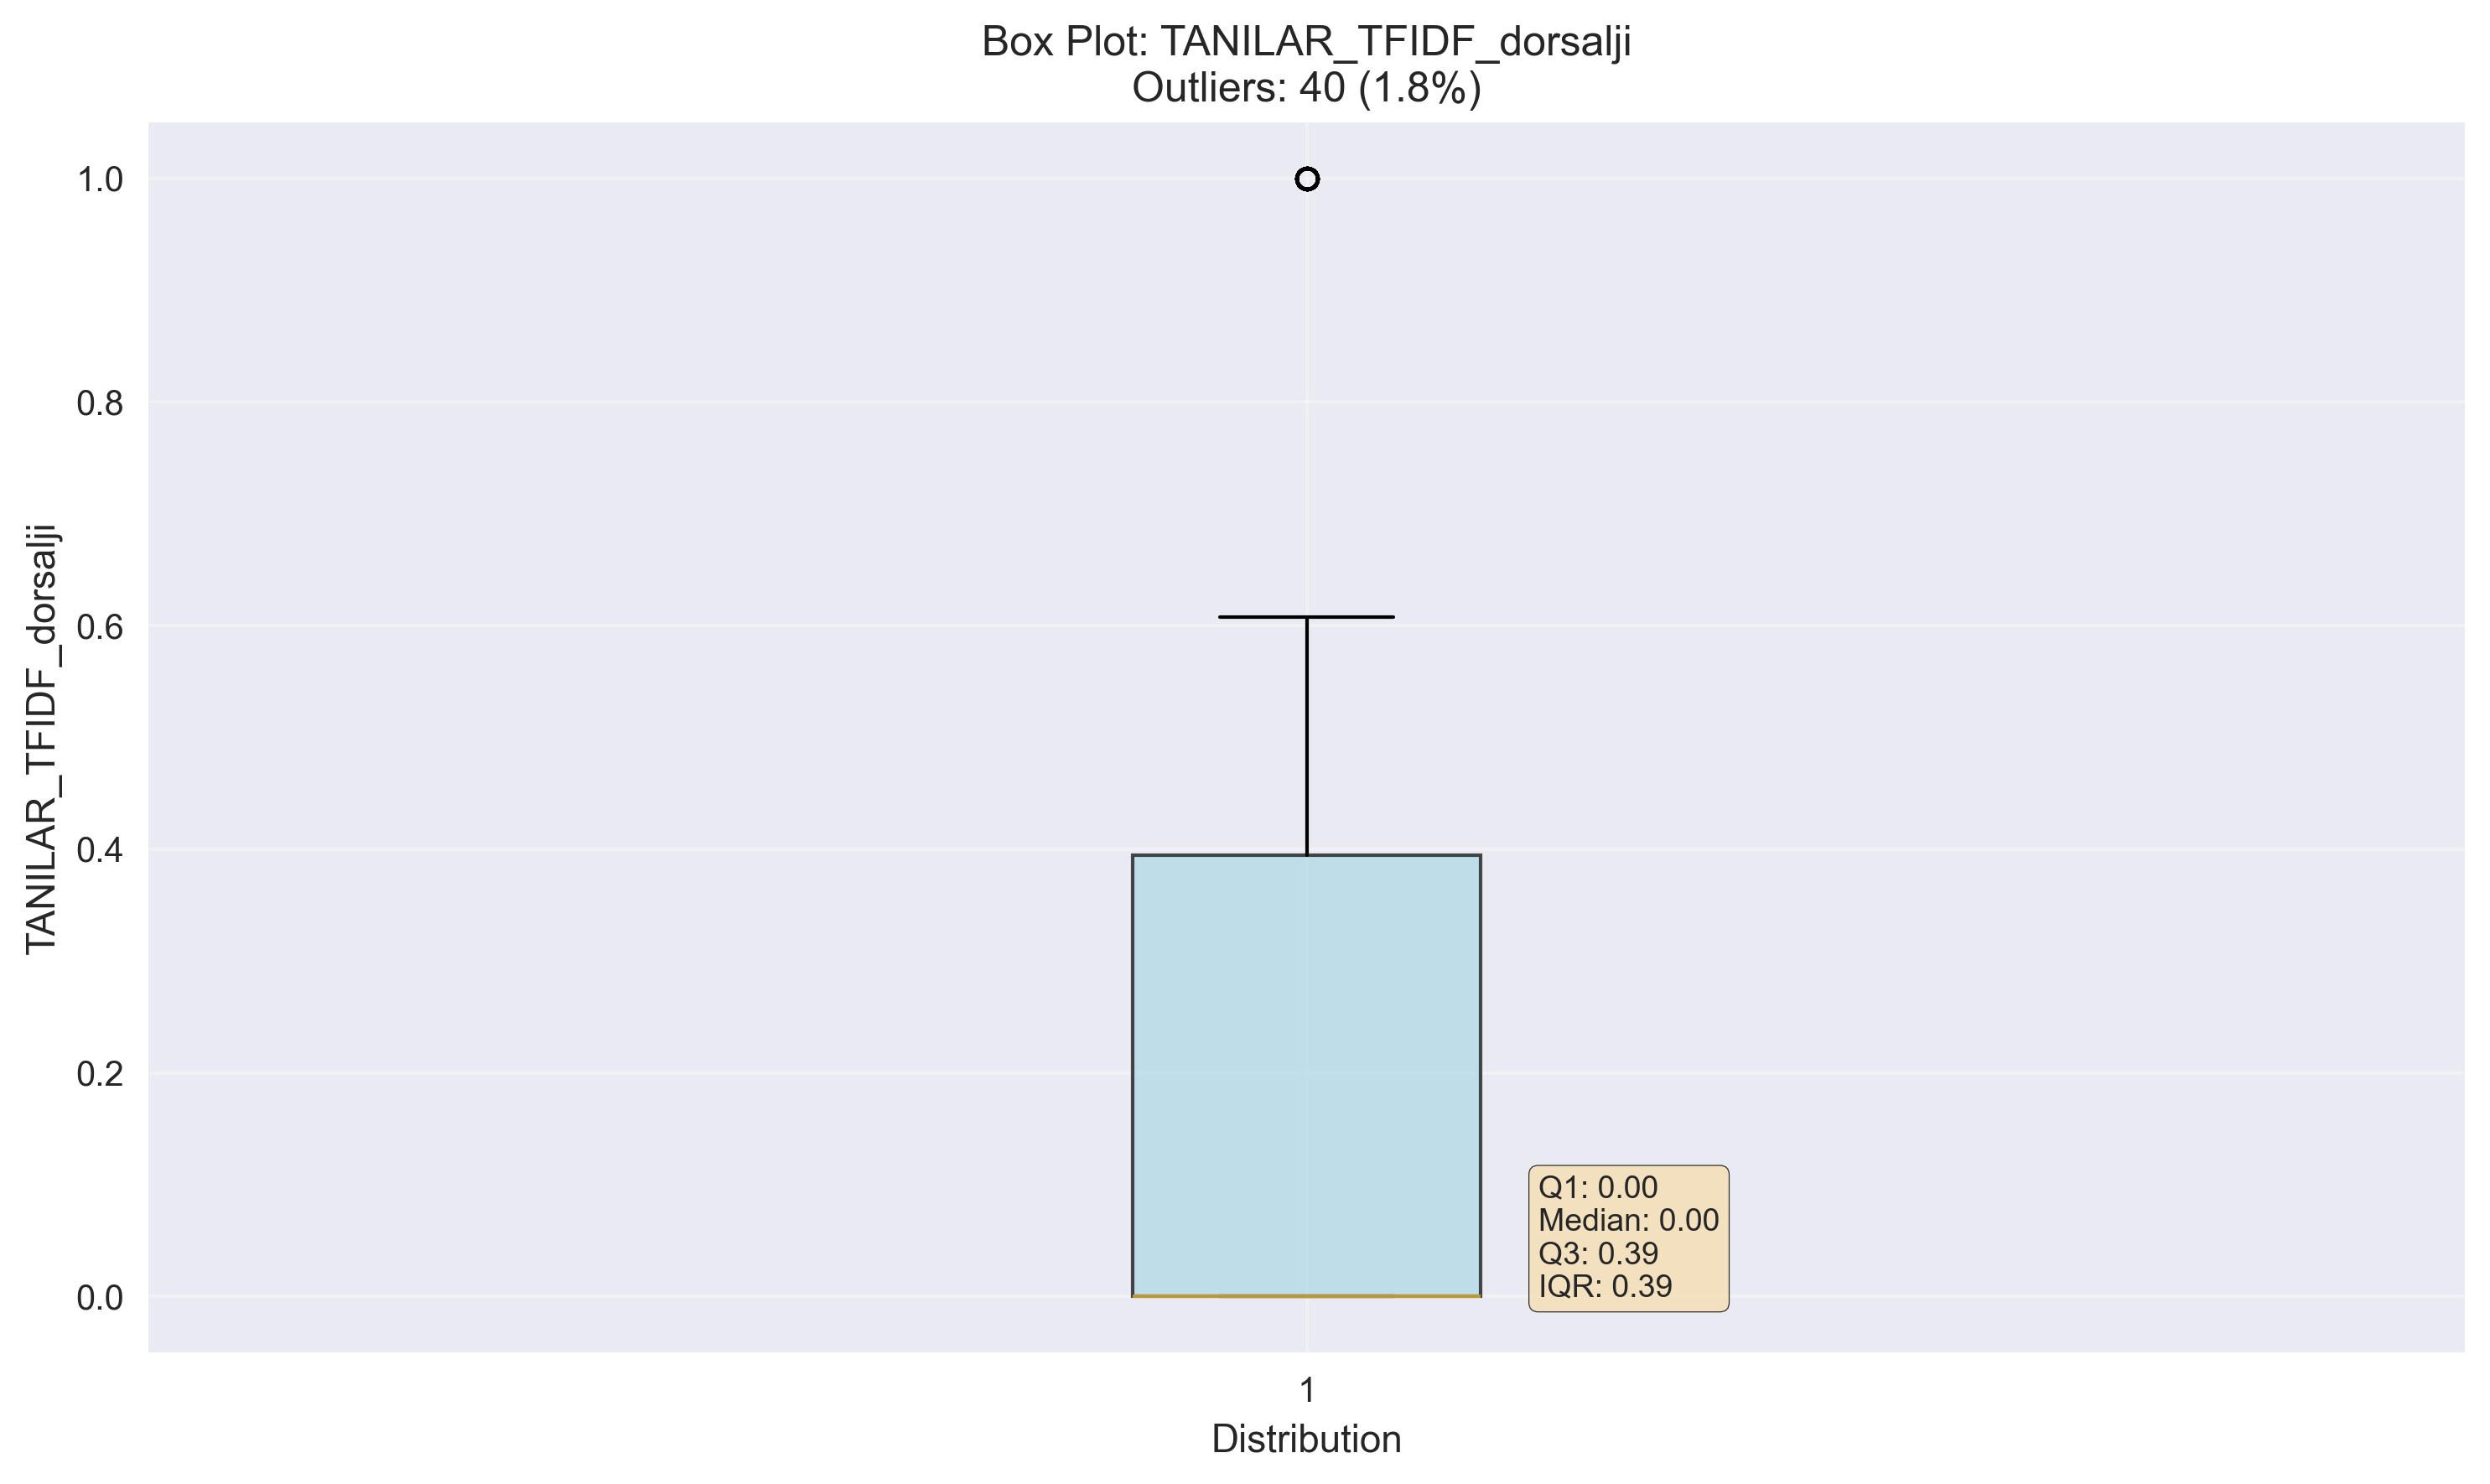 Box Plot: TANILAR_TFIDF_dorsalji
Outliers: 40 (1.8%)
TANILAR_TFIDF_dorsalji
1.0
0.8
0.6
0.4
0.2
0.0
Q1: 0.00
Median: 0.00
Q3: 0.39
IQR: 0.39
1
Distribution